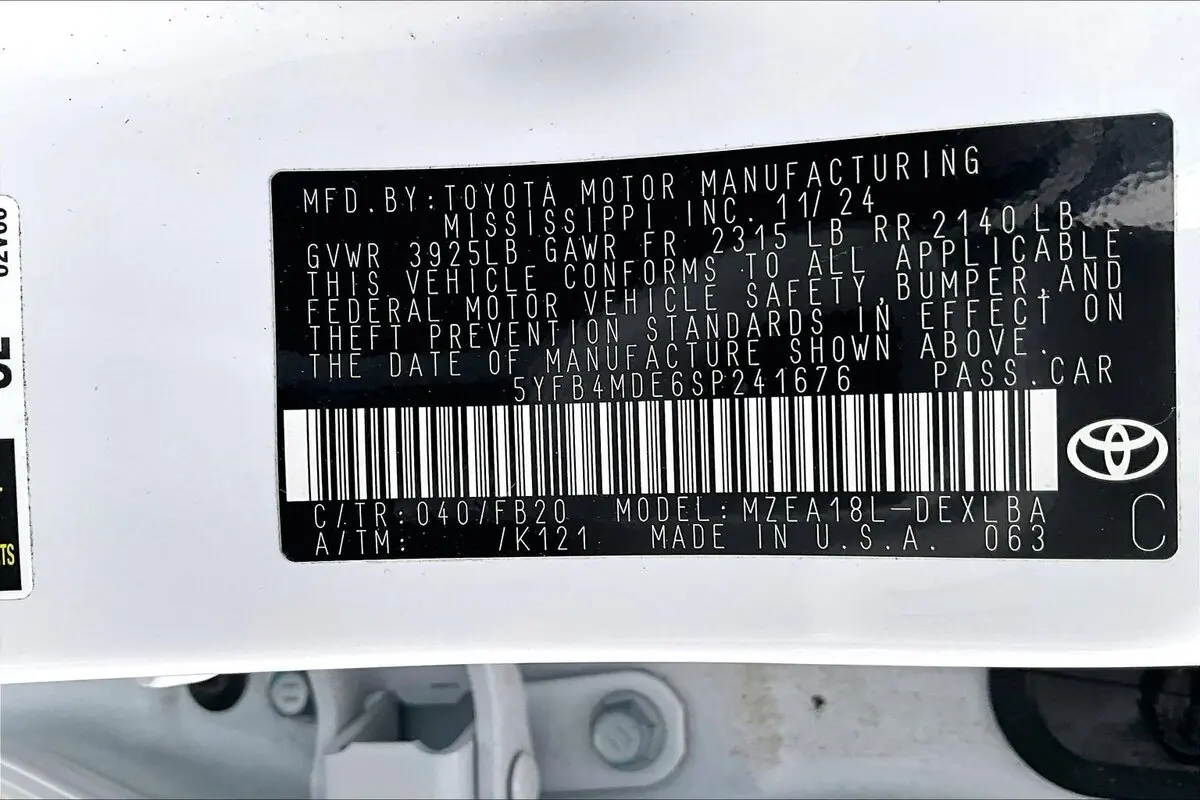 MFD.BY:TOYOTA MOTOR MANUFACTURING
MISSISSIPPI INC. 11/24
GVWR 3925LB GAWR FR 2315 LB RR 2140 LB
THIS VEHICLE CONFORMS TO ALL APPLICABLE
FEDERAL MOTOR VEHICLE SAFETY,BUMPER,AND
THEFT PREVENTION STANDARDS IN EFFECT ON
THE DATE OF MANUFACTURE SHOWN ABOVE.
5YFB4MDE6SP241676 PASS.CAR
C/TR:040/FB20 MODEL:MZEA18L-DEXLBA
A/TM: /K121 MADE IN U.S.A. 063
C